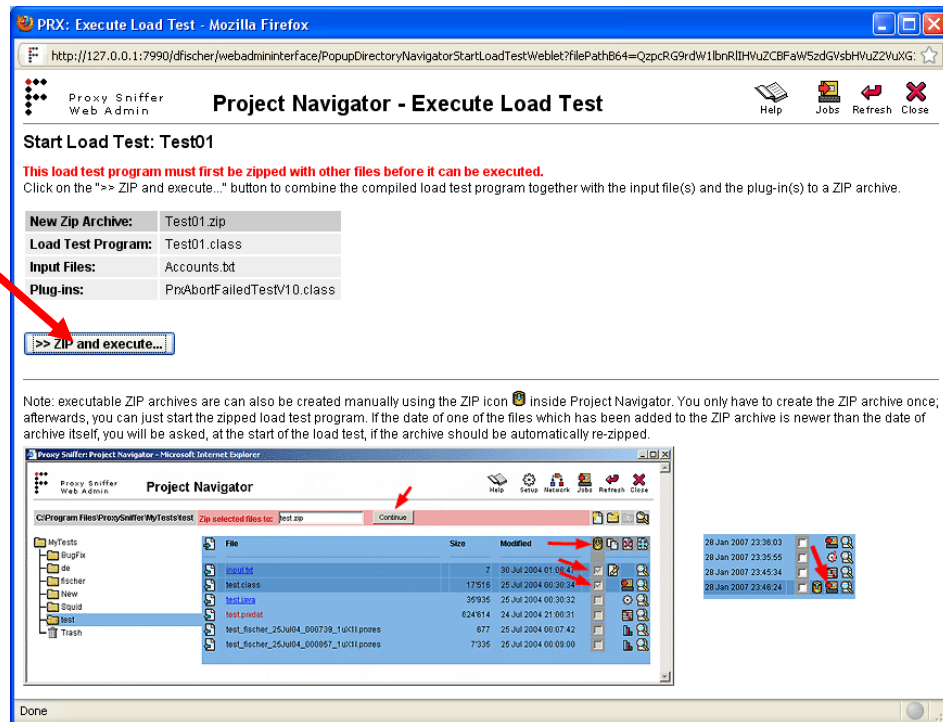 PRX: Execute Load Test - Mozilla Firefox
http://127.0.0.1:7990/dfischer/webadmininterface/PopupDirectoryNavigatorStartLoadTestWeblet?filePathB64=
Proxy Sniffer
Web Admin
Project Navigator - Execute Load Test
Help
Jobs
Refresh
Close
Start Load Test: Test01
This load test program must first be zipped with other files before it can be executed.
Click on the ">> ZIP and execute..." button to combine the compiled load test program together with the input file(s) and the plug-in(s) to a ZIP archive.
New Zip Archive: Test01.zip
Load Test Program: Test01.class
Input Files: Accounts.txt
Plug-ins: PrxAbortFailedTestV10.class
>> ZIP and execute...
Note: executable ZIP archives are can also be created manually using the ZIP icon inside Project Navigator. You only have to create the ZIP archive once;
afterwards, you can just start the zipped load test program. If the date of one of the files which has been added to the ZIP archive is newer than the date of
archive itself, you will be asked, at the start of the load test, if the archive should be automatically re-zipped.
Proxy Sniffer: Project Navigator - Microsoft Internet Explorer
Proxy Sniffer
Web Admin
Project Navigator
Help
Setup
Network
Jobs
Refresh
Close
C:\Program Files\ProxySniffer\MyTests\test
Zip selected files to:
test.zip
Continue
MyTests
BugFix
de
fischer
New
Squid
test
Trash
File Size Modified
input.txt 7 30 Jul 2004 01:08:47
test.class 17'516 25 Jul 2004 00:30:34
test.java 35'935 25 Jul 2004 00:30:32
test.prxdat 624'614 24 Jul 2004 21:00:31
test_fischer_25Jul04_000739_1uX1I.prxres 677 25 Jul 2004 00:07:42
test_fischer_25Jul04_000857_1uX1I.prxres 7'335 25 Jul 2004 00:09:00
28 Jan 2007 23:36:03
28 Jan 2007 23:35:55
28 Jan 2007 23:45:34
28 Jan 2007 23:46:24
Done